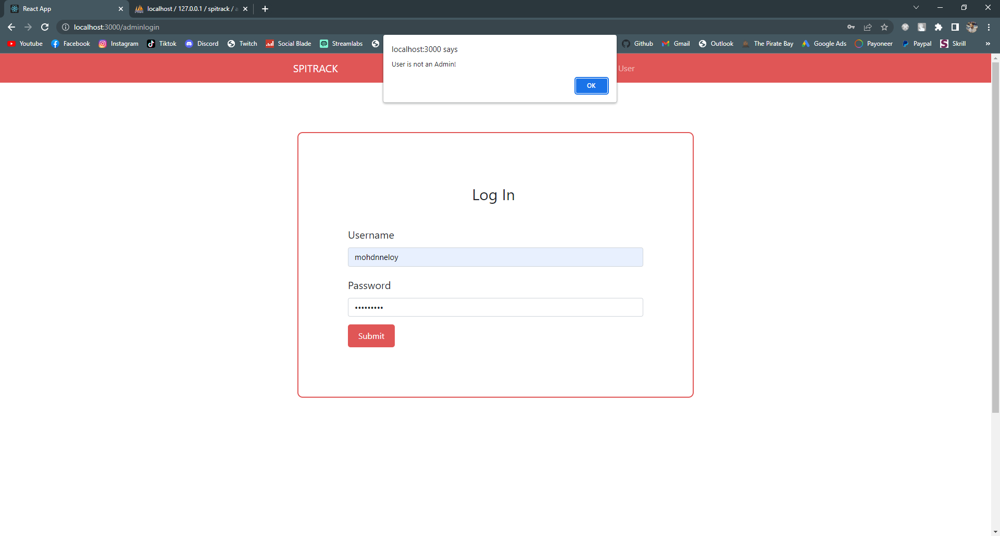 React App
localhost / 127.0.0.1 / spitrack / a
localhost:3000/adminlogin
Youtube Facebook Instagram Tiktok Discord Twitch Social Blade Streamlabs Github Gmail Outlook The Pirate Bay Google Ads Payoneer Paypal Skrill »
localhost:3000 says
User is not an Admin!
OK
SPITRACK User
Log In
Username
mohdnneloy
Password
•••••••••
Submit